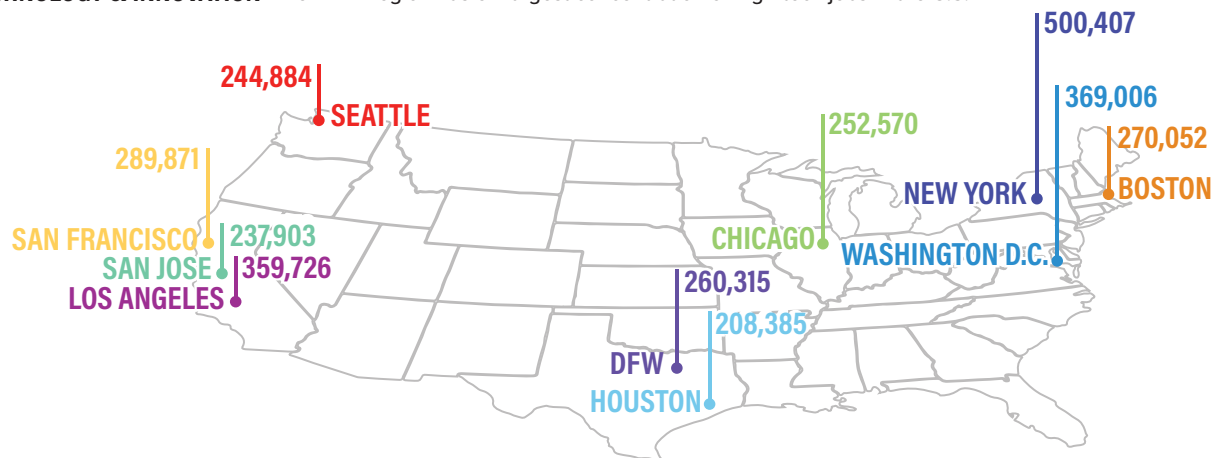 & INNOVATION
500,407
244,884
369,006
SEATTLE
252,570
270,052
289,871
NEW YORK
BOSTON
SAN FRANCISCO
237,903
CHICAGO
WASHINGTON D.C.
SAN JOSE
359,726
LOS ANGELES
260,315
208,385
DFW
HOUSTON